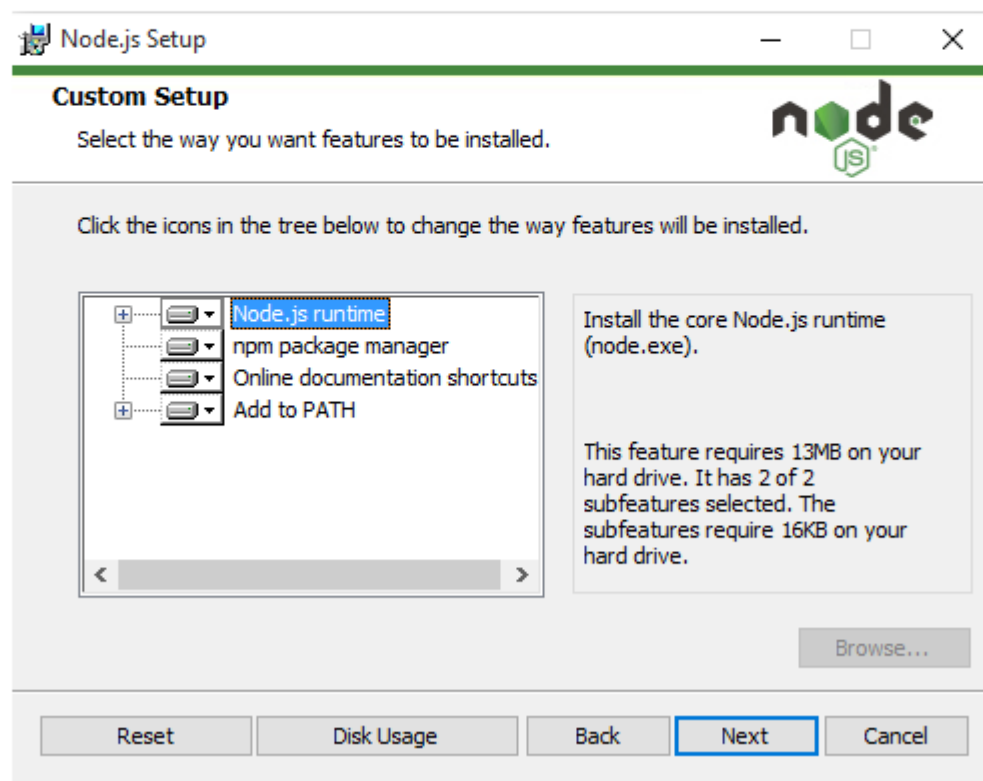 Node.js Setup
Custom Setup
Select the way you want features to be installed.
node
JS
Click the icons in the tree below to change the way features will be installed.
Node.js runtime
npm package manager
Online documentation shortcuts
Add to PATH
Install the core Node.js runtime
(node.exe).
This feature requires 13MB on your
hard drive. It has 2 of 2
subfeatures selected. The
subfeatures require 16KB on your
hard drive.
Browse...
Reset
Disk Usage
Back
Next
Cancel